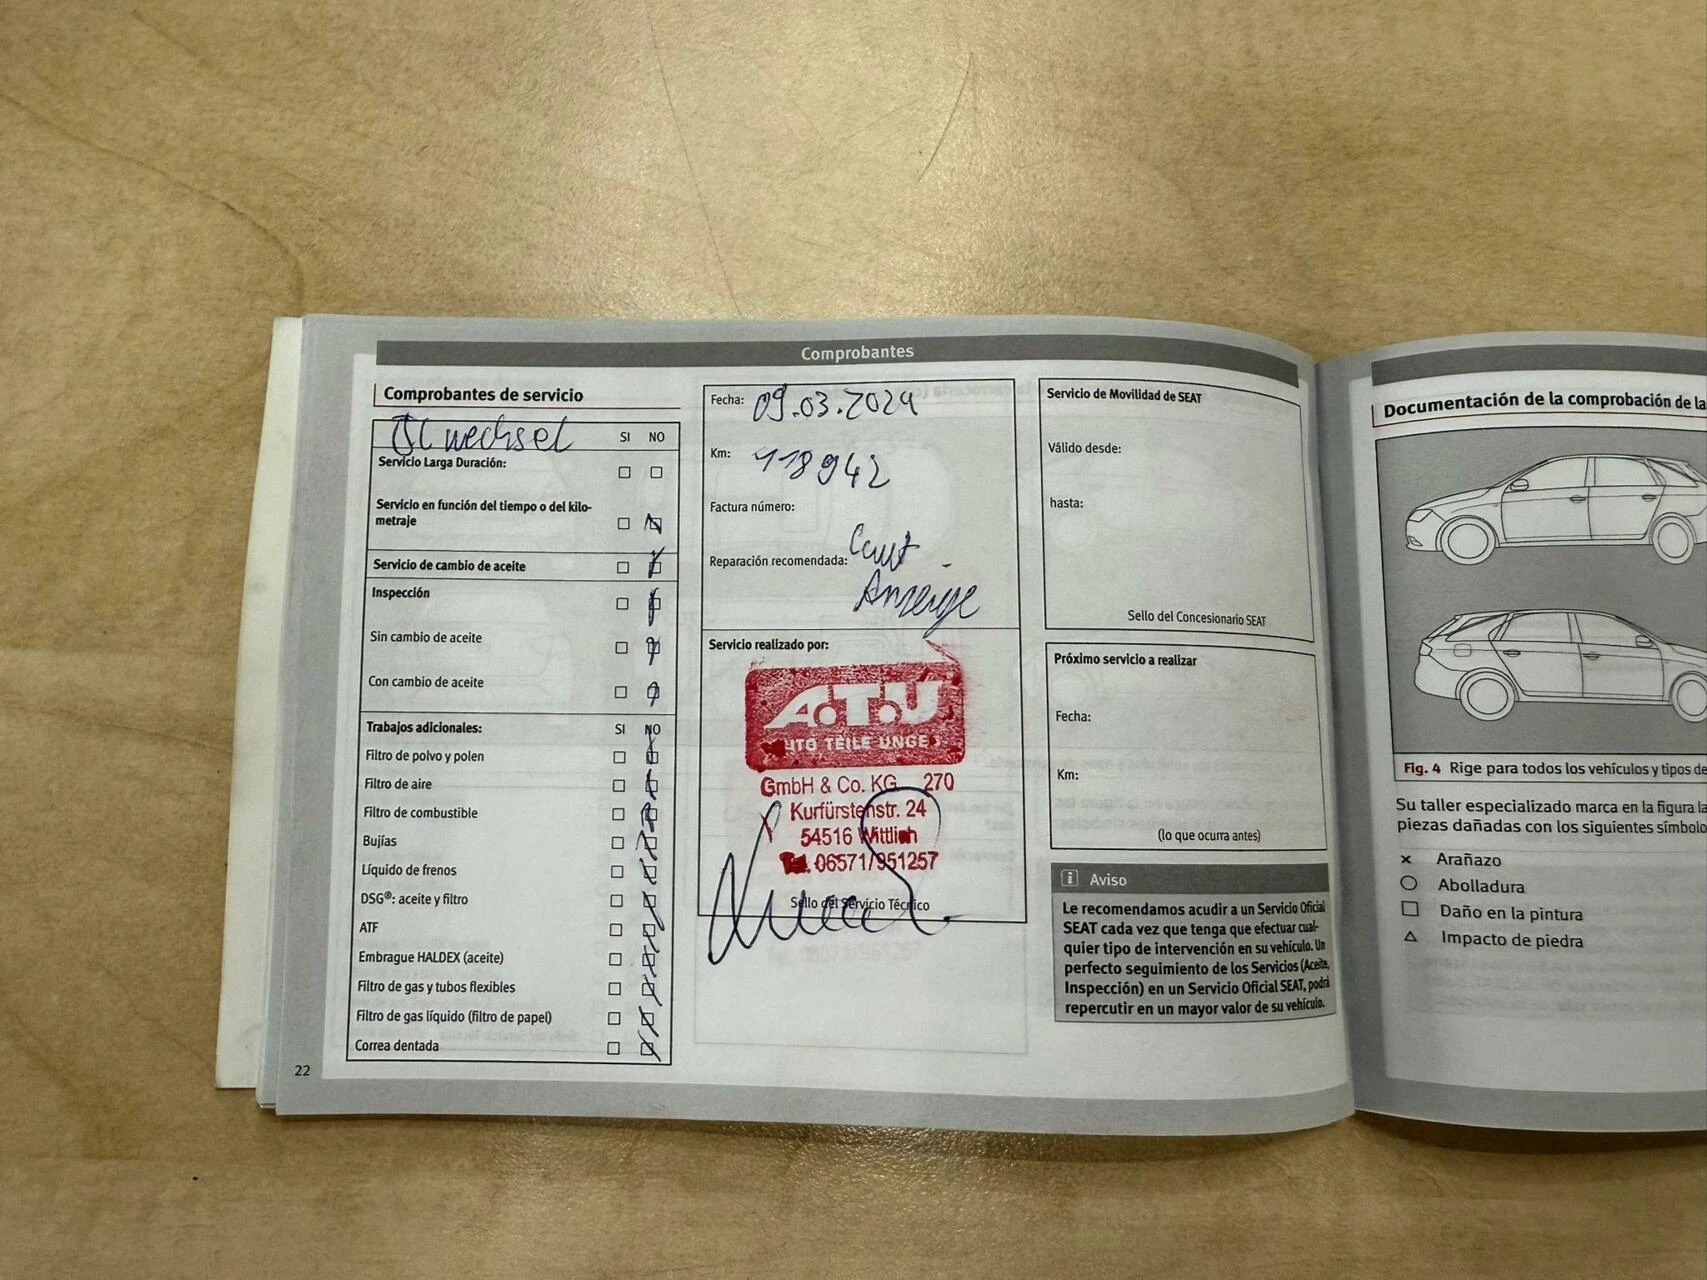 Comprobantes
Comprobantes de servicio
Ölwechsel
SI NO
Servicio Larga Duración:
Servicio en función del tiempo o del kilo-
metraje
Servicio de cambio de aceite
Inspección
Sin cambio de aceite
Con cambio de aceite
Trabajos adicionales: SI NO
Filtro de polvo y polen
Filtro de aire
Filtro de combustible
Bujías
Líquido de frenos
DSG®: aceite y filtro
ATF
Embrague HALDEX (aceite)
Filtro de gas y tubos flexibles
Filtro de gas líquido (filtro de papel)
Correa dentada
22
Fecha: 09.03.2024
Km: 118942
Factura número:
Reparación recomendada: Laut
Anzeige
Servicio realizado por:
A.T.U
AUTO TEILE UNGER
GmbH & Co. KG 270
Kurfürstenstr. 24
54516 Wittlich
Tel. 06571/951257
Sello del Servicio Técnico
Servicio de Movilidad de SEAT
Válido desde:
hasta:
Sello del Concesionario SEAT
Próximo servicio a realizar
Fecha:
Km:
(lo que ocurra antes)
i Aviso
Le recomendamos acudir a un Servicio Oficial
SEAT cada vez que tenga que efectuar cual-
quier tipo de intervención en su vehículo. Un
perfecto seguimiento de los Servicios (Aceite,
Inspección) en un Servicio Oficial SEAT, podrá
repercutir en un mayor valor de su vehículo.
Documentación de la comprobación de la
Fig. 4 Rige para todos los vehículos y tipos de
Su taller especializado marca en la figura la
piezas dañadas con los siguientes símbolo
× Arañazo
○ Abolladura
□ Daño en la pintura
△ Impacto de piedra